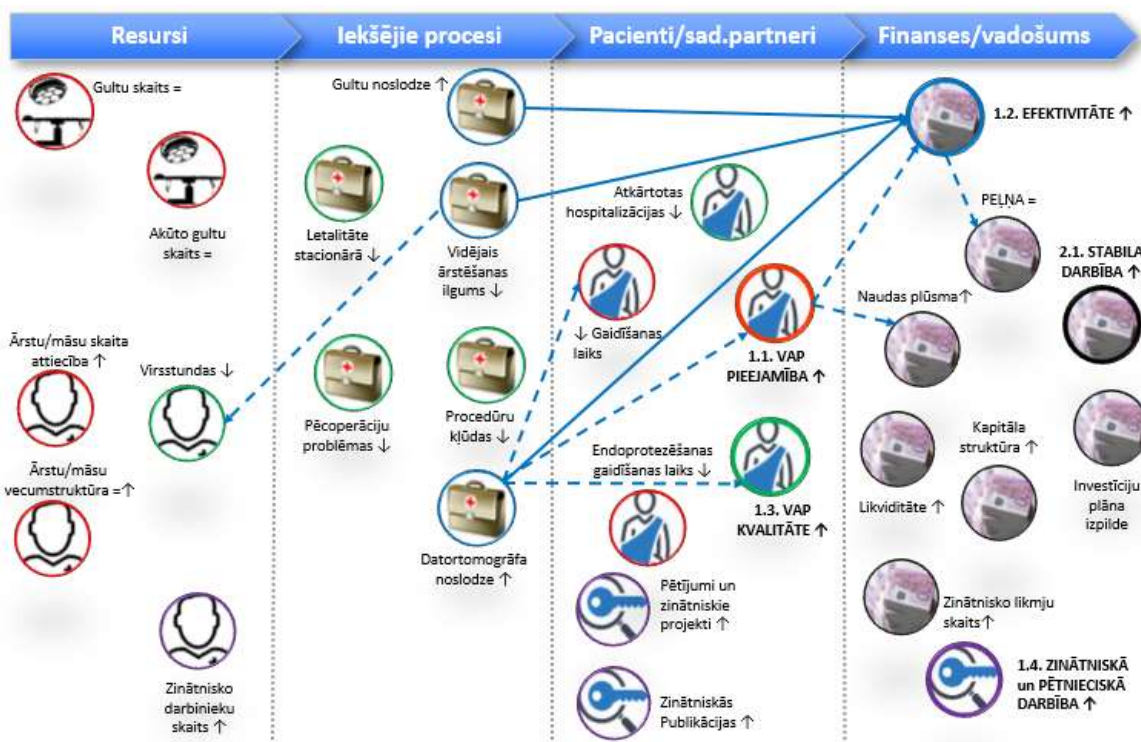 Resursi
Iekšējie procesi
Pacienti/sad.partneri
Finanses/vadošums
Gultu skaits =
Akūto gultu
skaits =
Ārstu/māsu skaita
attiecība ↑
Virsstundas ↓
Ārstu/māsu
vecumstruktūra =↑
Zinātnisko
darbinieku
skaits ↑
Gultu noslodze ↑
Letalitāte
stacionārā ↓
Vidējais
ārstēšanas
ilgums ↓
Pēcoperāciju
problēmas ↓
Procedūru
kļūdas ↓
Datortomogrāfa
noslodze ↑
Atkārtotas
hospitalizācijas ↓
↓ Gaidīšanas
laiks
1.1. VAP
PIEEJAMĪBA ↑
Endoprotezēšanas
gaidīšanas laiks ↓
1.3. VAP
KVALITĀTE ↑
Pētījumi un
zinātniskie
projekti ↑
Zinātniskās
Publikācijas ↑
1.2. EFEKTIVITĀTE ↑
PEĻŅA =
2.1. STABILA
DARBĪBA ↑
Naudas plūsma↑
Kapitāla
struktūra ↑
Likviditāte ↑
Investīciju
plāna
izpilde
Zinātnisko likmju
skaits↑
1.4. ZINĀTNISKĀ
un PĒTNIECISKĀ
DARBĪBA ↑